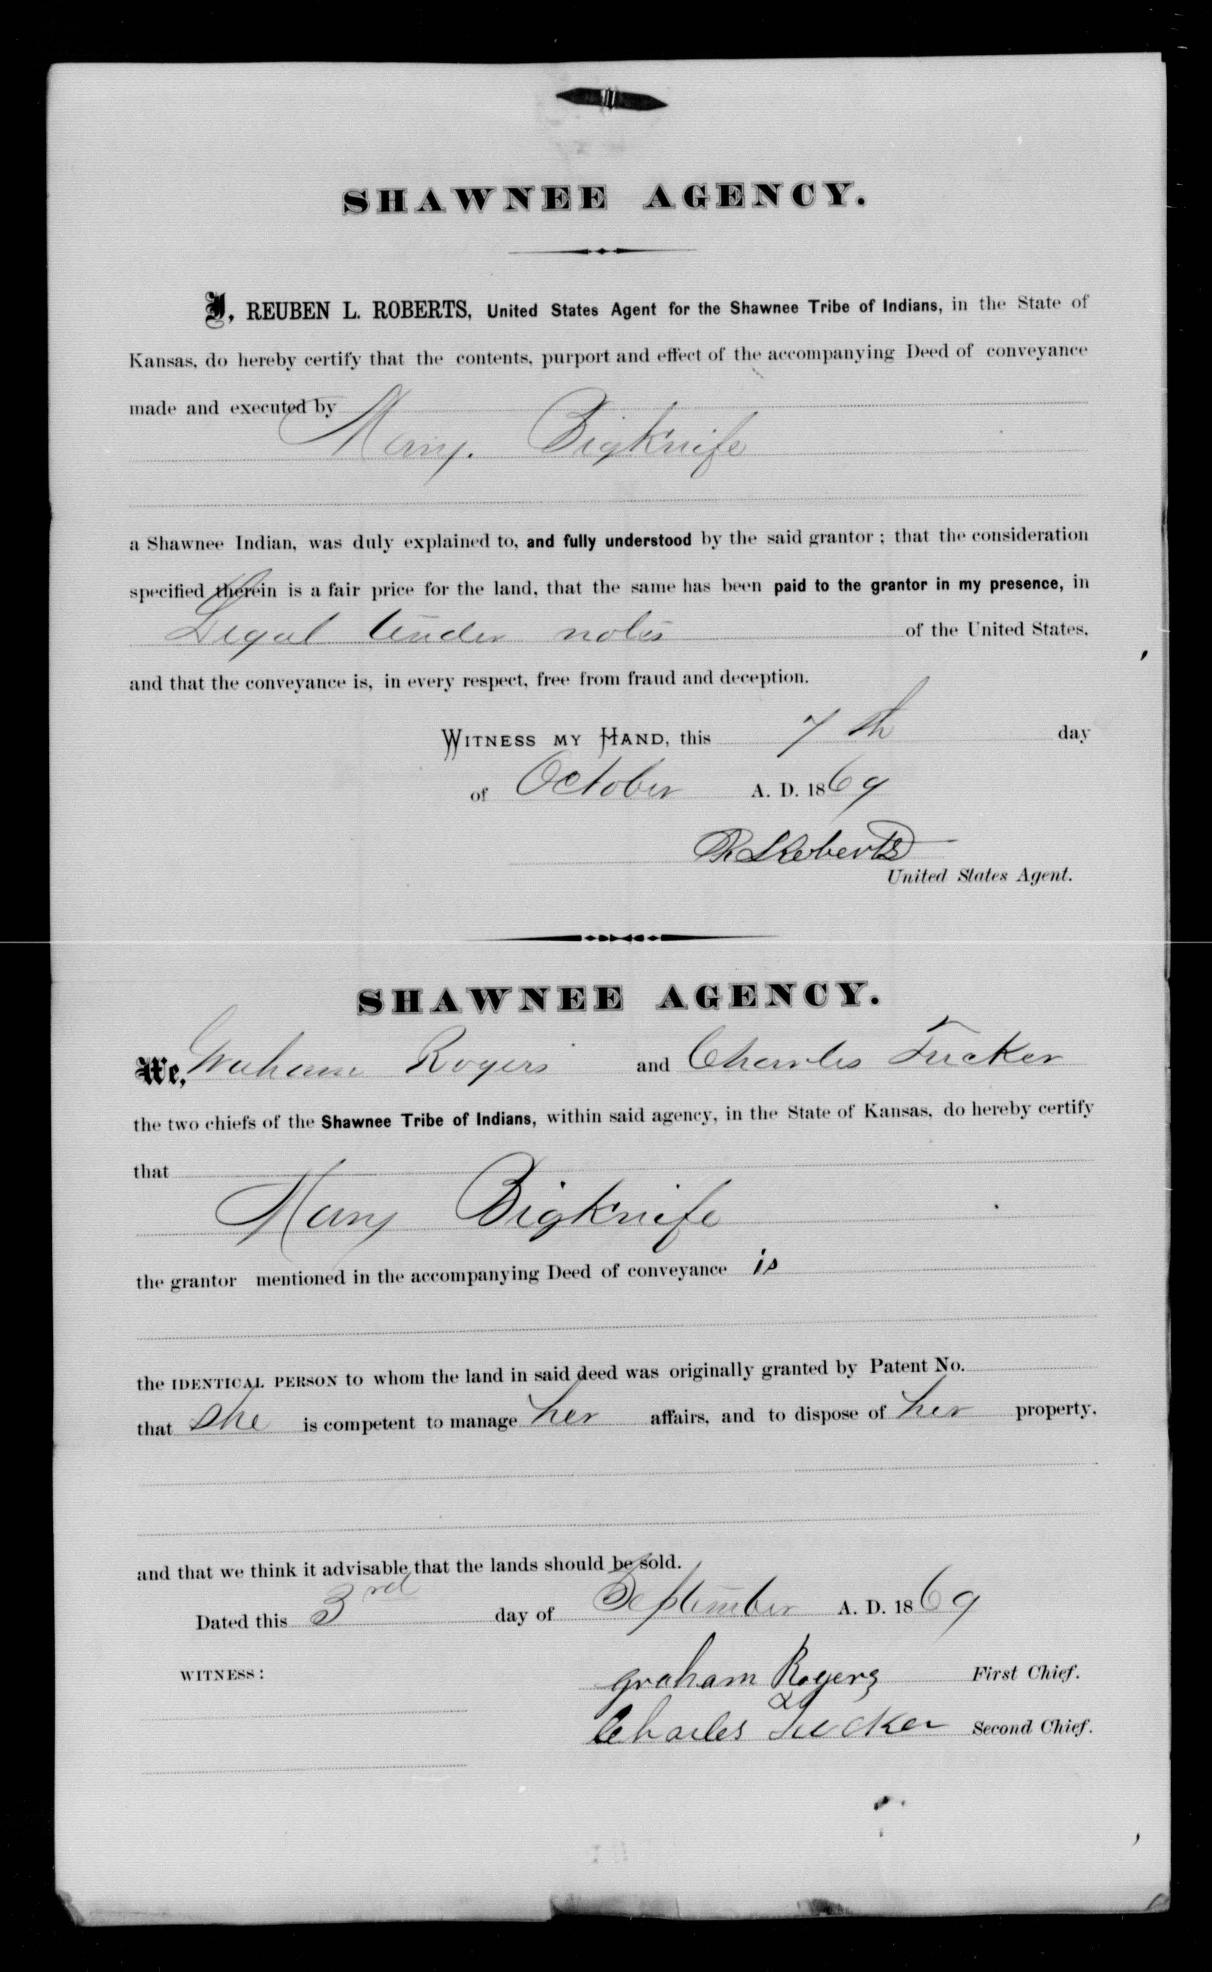 SHAWNEE AGENCY.
I, REUBEN L. ROBERTS, United States Agent for the Shawnee Tribe of Indians, in the State of
Kansas, do hereby certify that the contents, purport and effect of the accompanying Deed of conveyance
made and executed by
Mary. Bigknife
a Shawnee Indian, was duly explained to, and fully understood by the said grantor; that the consideration
specified therein is a fair price for the land, that the same has been paid to the grantor in my presence, in
Legal tender notes of the United States,
and that the conveyance is, in every respect, free from fraud and deception.
WITNESS MY HAND, this 7th day
of October A. D. 1869
R L Roberts
United States Agent.
SHAWNEE AGENCY.
We, Graham Rogers and Charles Tucker
the two chiefs of the Shawnee Tribe of Indians, within said agency, in the State of Kansas, do hereby certify
that
Mary Bigknife
the grantor mentioned in the accompanying Deed of conveyance is
the IDENTICAL PERSON to whom the land in said deed was originally granted by Patent No.
that she is competent to manage her affairs, and to dispose of her property,
and that we think it advisable that the lands should be sold.
Dated this 3rd day of September A. D. 1869
WITNESS: graham Rogers First Chief.
Charles Tucker Second Chief.